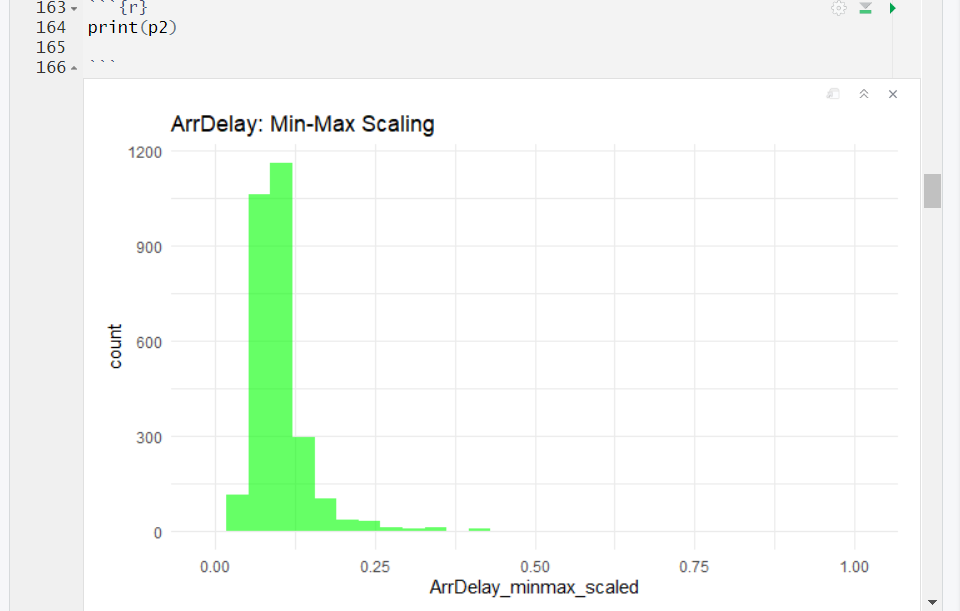 163 ```{r}
164 print(p2)
165
166 ```
ArrDelay: Min-Max Scaling
1200
900
600
300
0
count
0.00 0.25 0.50 0.75 1.00
ArrDelay_minmax_scaled